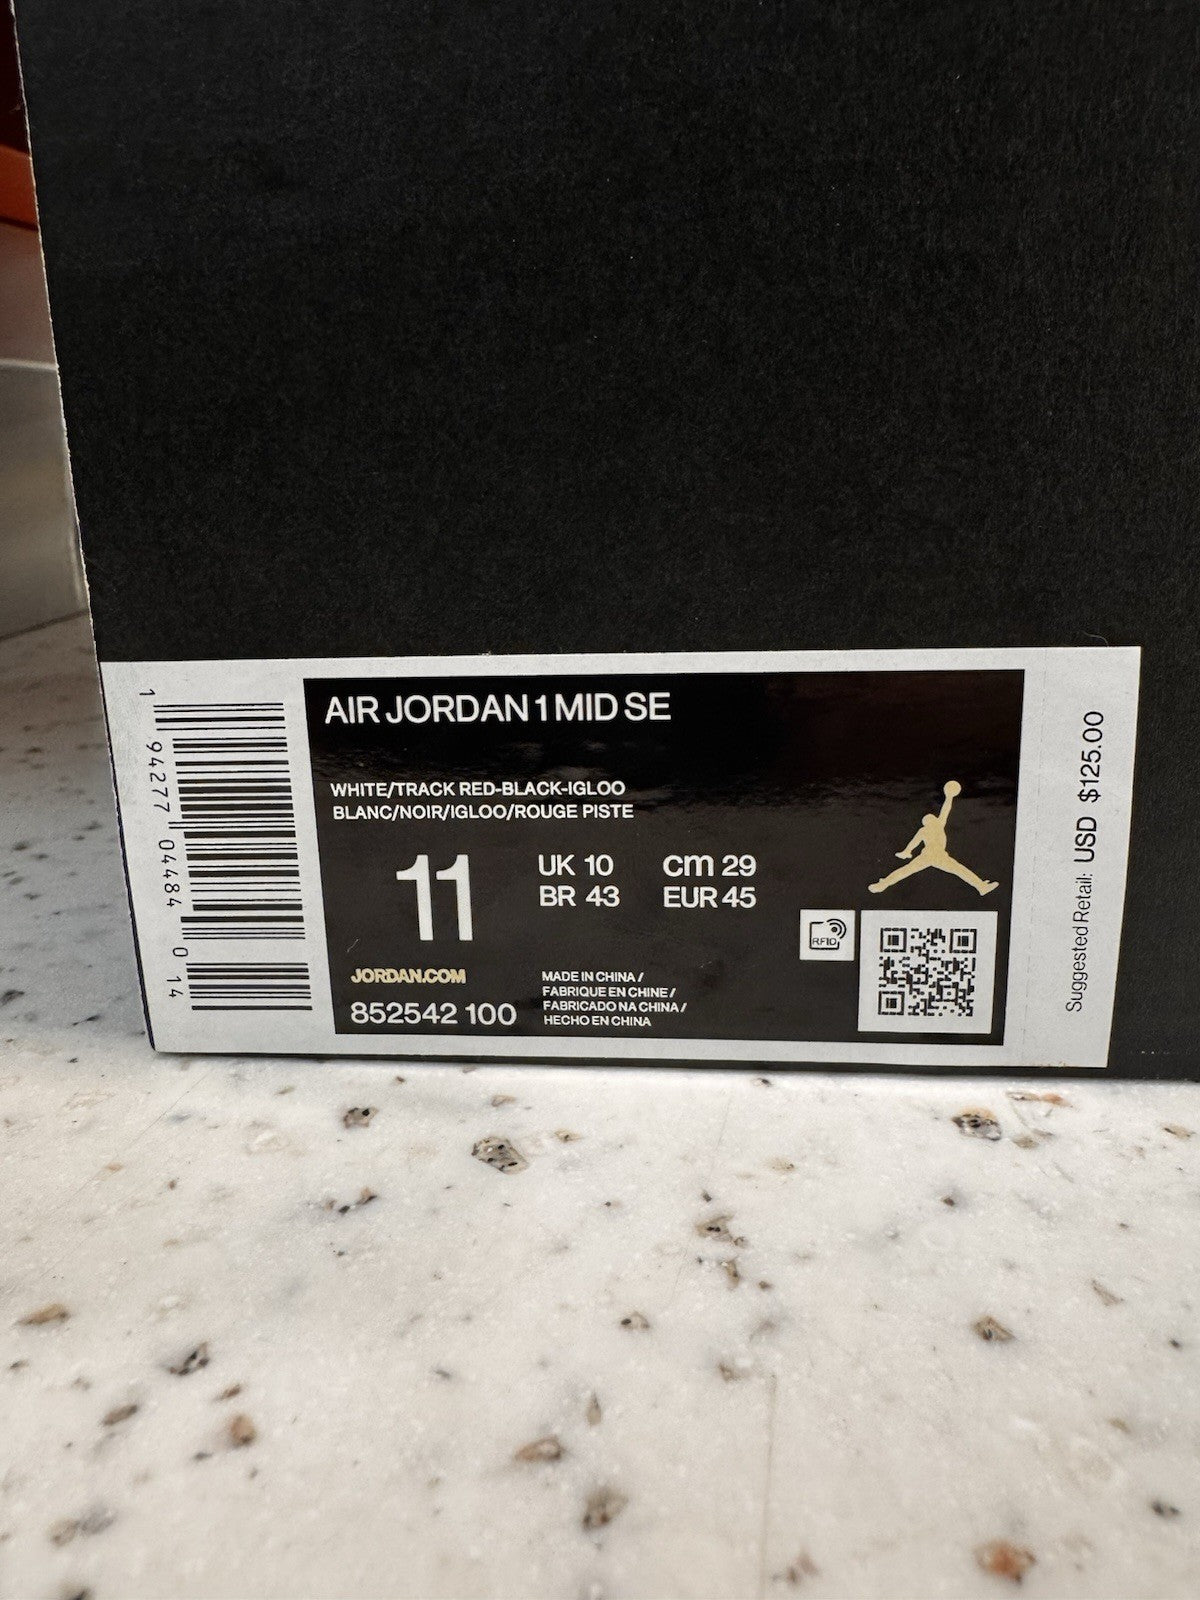 AIR JORDAN 1 MID SE
WHITE/TRACK RED-BLACK-IGLOO
BLANC/NOIR/IGLOO/ROUGE PISTE
11
UK 10
BR 43
cm 29
EUR 45
RFID
JORDAN.COM
852542 100
MADE IN CHINA /
FABRIQUE EN CHINE /
FABRICADO NA CHINA /
HECHO EN CHINA
1 94277 04484 0 14
Suggested Retail: USD $125.00